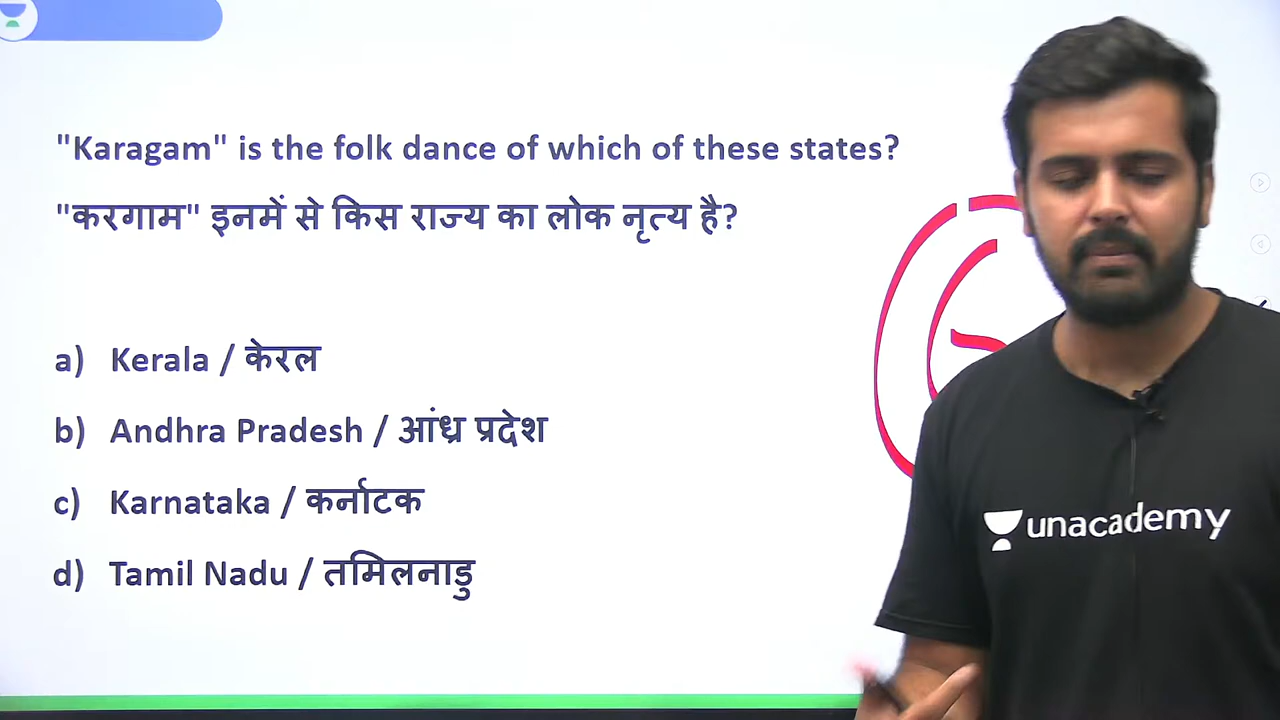 "Karagam" is the folk dance of which of these states?
"करगाम" इनमें से किस राज्य का लोक नृत्य है?
a) Kerala / केरल
b) Andhra Pradesh / आंध्र प्रदेश
c) Karnataka / कर्नाटक
d) Tamil Nadu / तमिलनाडु
unacademy